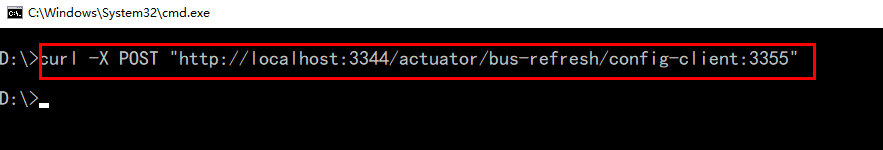 C:\Windows\System32\cmd.exe
D:\>curl -X POST "http://localhost:3344/actuator/bus-refresh/config-client:3355"
D:\>